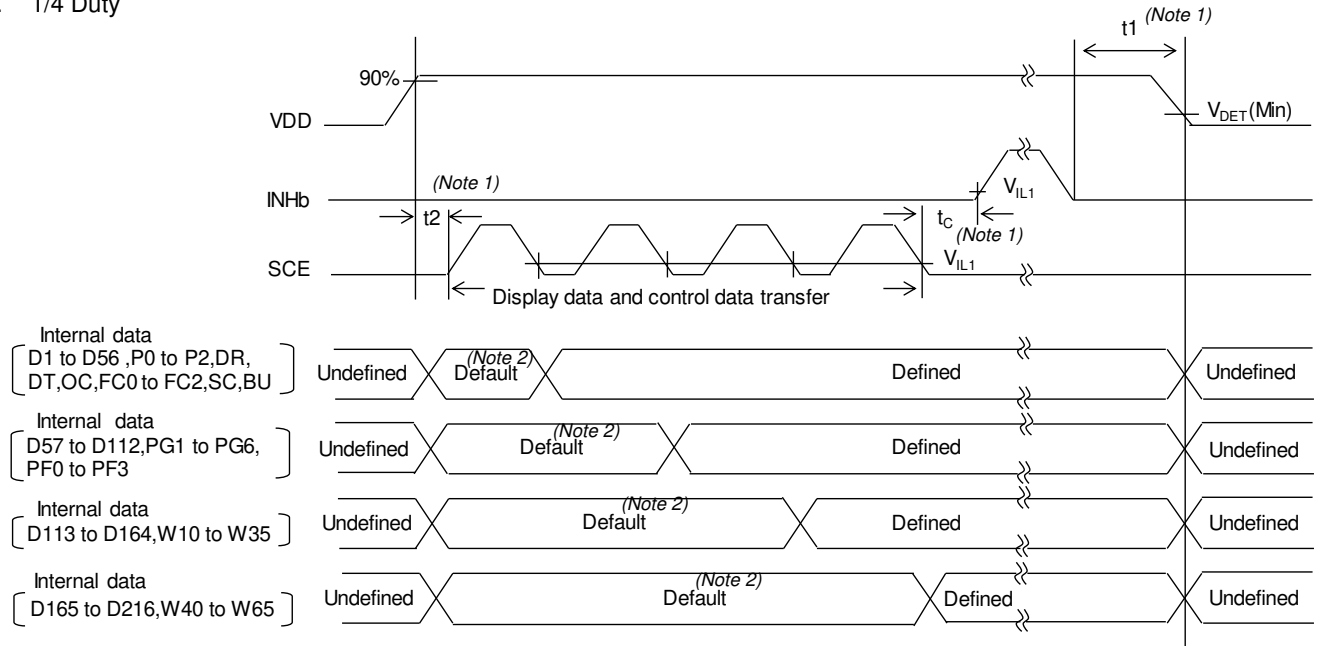 1/4 Duty
t1 (Note 1)
90%
VDD
VDET(Min)
(Note 1)
INHb
VIL1
t2
tC
(Note 1)
SCE
VIL1
Display data and control data transfer
Internal data
D1 to D56 ,P0 to P2,DR,
DT,OC,FC0 to FC2,SC,BU
Undefined
(Note 2)
Default
Defined
Undefined
Internal data
D57 to D112,PG1 to PG6,
PF0 to PF3
Undefined
(Note 2)
Default
Defined
Undefined
Internal data
D113 to D164,W10 to W35
Undefined
(Note 2)
Default
Defined
Undefined
Internal data
D165 to D216,W40 to W65
Undefined
(Note 2)
Default
Defined
Undefined